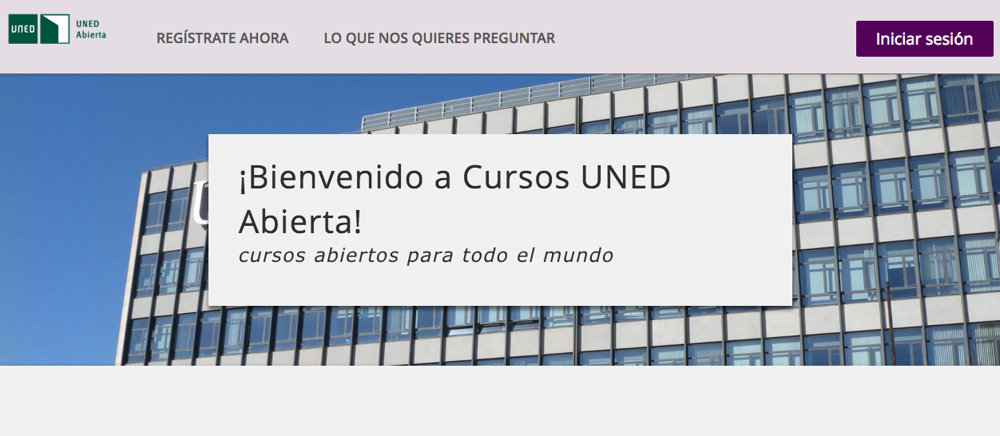 UNED
UNED
Abierta
REGÍSTRATE AHORA
LO QUE NOS QUIERES PREGUNTAR
Iniciar sesión
¡Bienvenido a Cursos UNED
Abierta!
cursos abiertos para todo el mundo